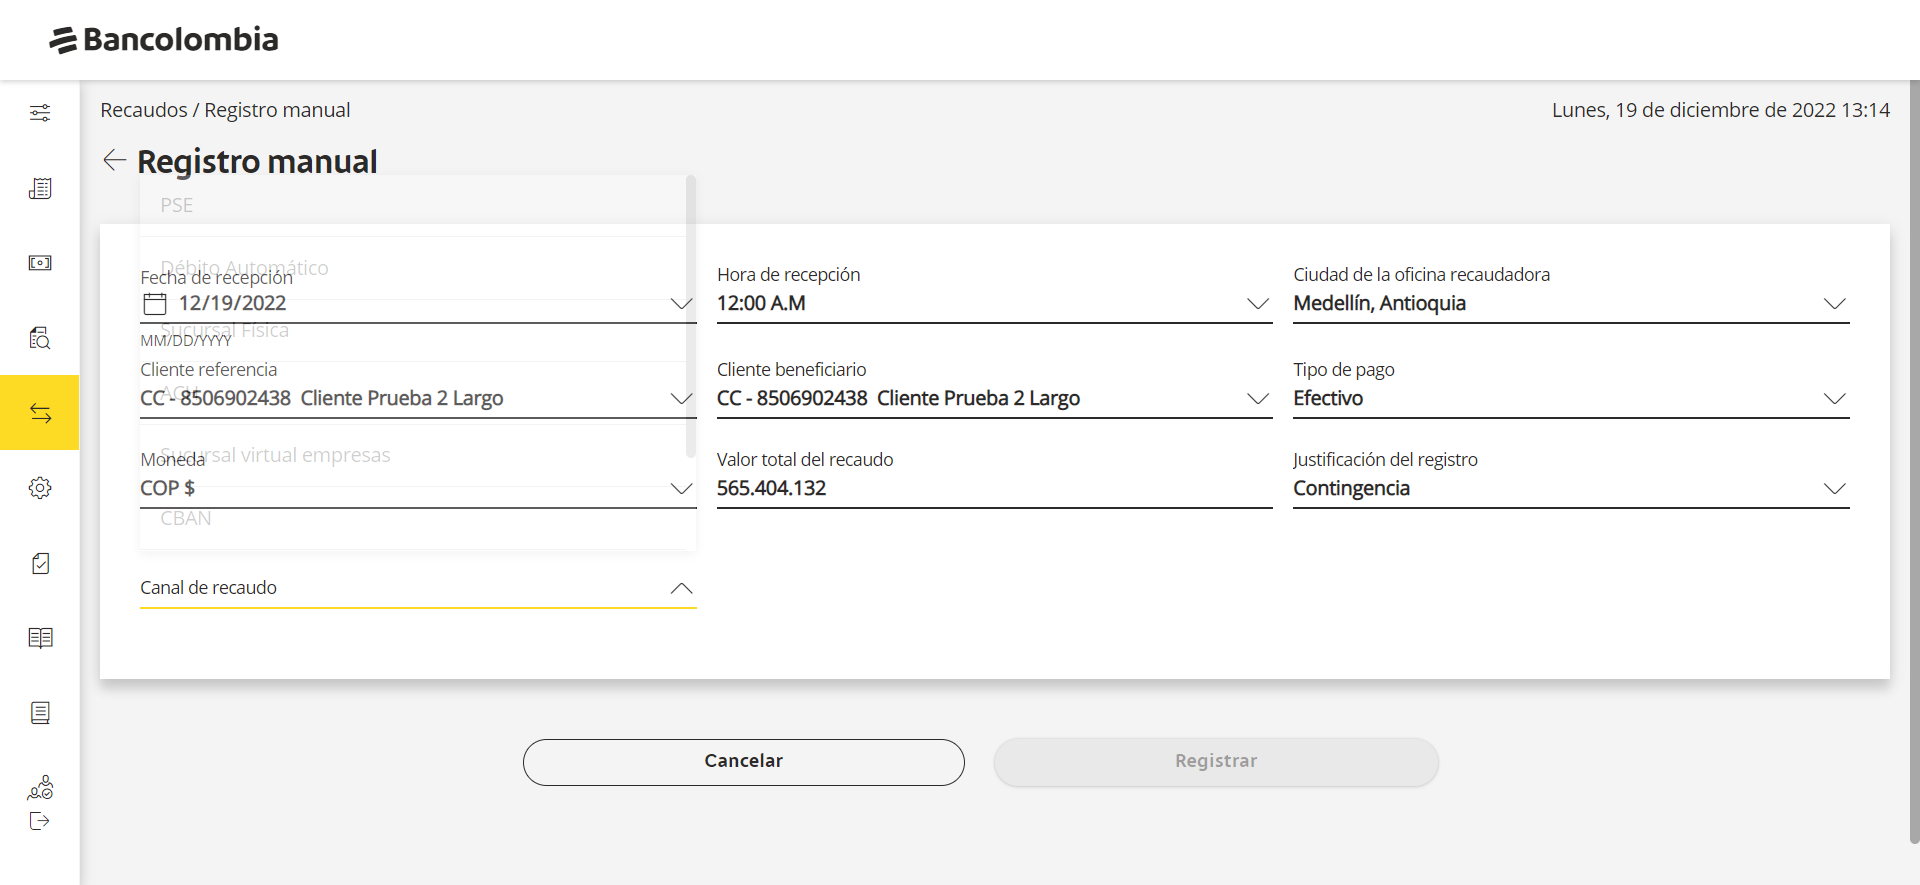 Bancolombia
Recaudos / Registro manual
Lunes, 19 de diciembre de 2022 13:14
Registro manual
PSE
Débito Automático
Sucursal Física
ACH
Sucursal virtual empresas
CBAN
Fecha de recepción
12/19/2022
MM/DD/YYYY
Hora de recepción
12:00 A.M
Ciudad de la oficina recaudadora
Medellín, Antioquia
Cliente referencia
CC - 8506902438 Cliente Prueba 2 Largo
Cliente beneficiario
CC - 8506902438 Cliente Prueba 2 Largo
Tipo de pago
Efectivo
Moneda
COP $
Valor total del recaudo
565.404.132
Justificación del registro
Contingencia
Canal de recaudo
Cancelar
Registrar